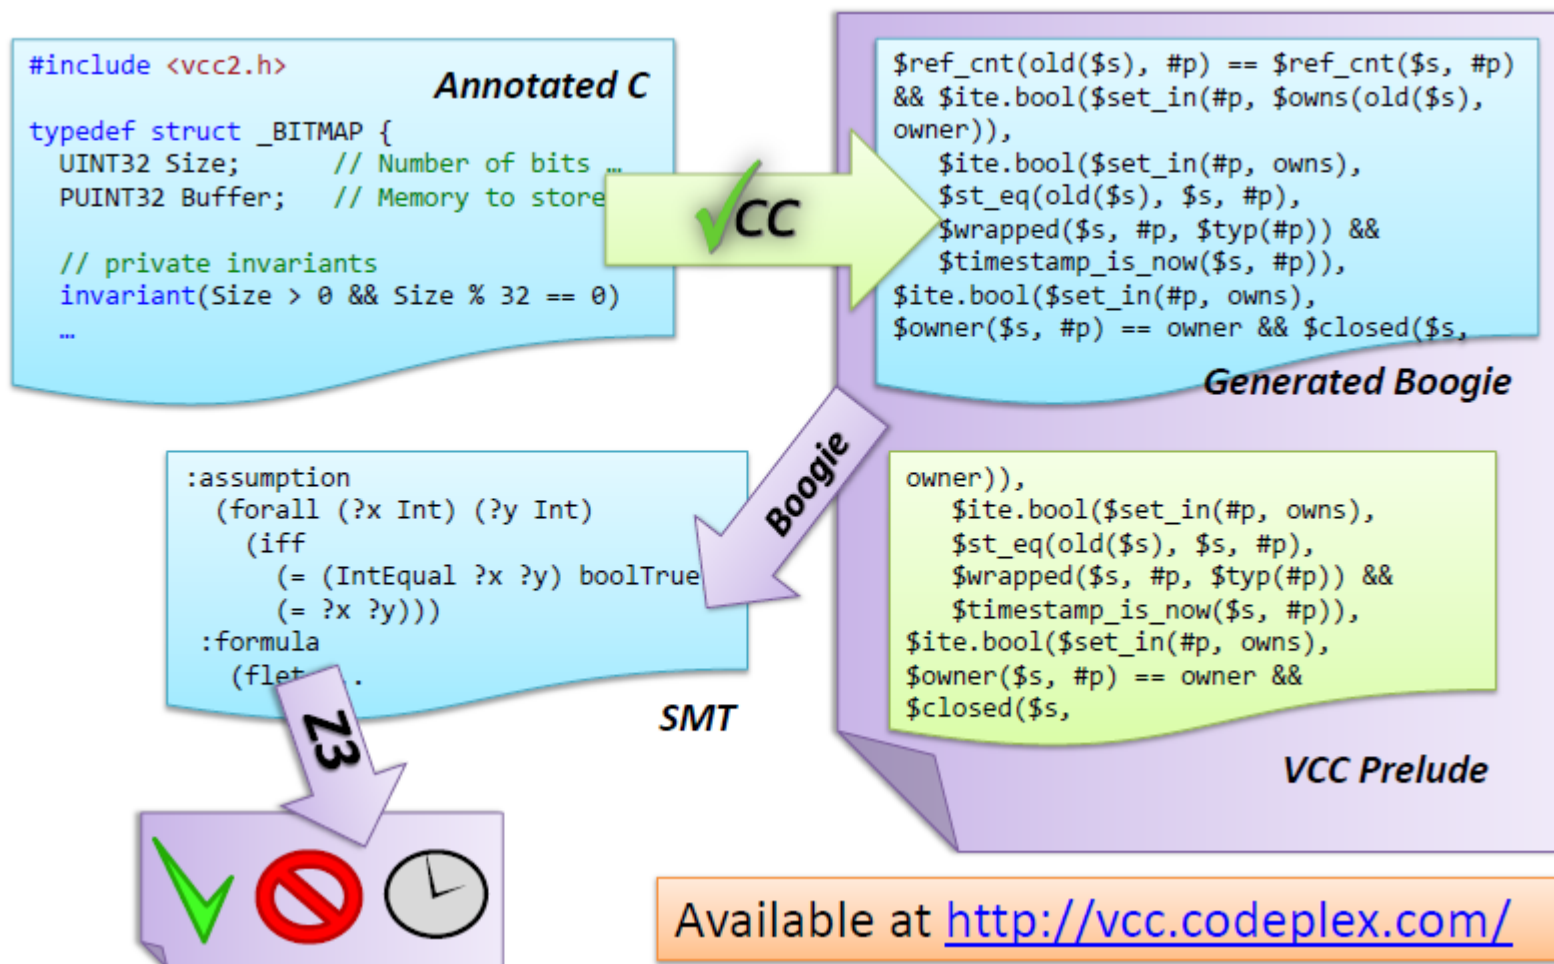 #include <vcc2.h>
Annotated C
typedef struct _BITMAP {
UINT32 Size; // Number of bits …
PUINT32 Buffer; // Memory to store
// private invariants
invariant(Size > 0 && Size % 32 == 0)
…
√CC
$ref_cnt(old($s), #p) == $ref_cnt($s, #p)
&& $ite.bool($set_in(#p, $owns(old($s),
owner)),
$ite.bool($set_in(#p, owns),
$st_eq(old($s), $s, #p),
$wrapped($s, #p, $typ(#p)) &&
$timestamp_is_now($s, #p)),
$ite.bool($set_in(#p, owns),
$owner($s, #p) == owner && $closed($s,
Generated Boogie
Boogie
:assumption
(forall (?x Int) (?y Int)
(iff
(= (IntEqual ?x ?y) boolTrue
(= ?x ?y)))
:formula
(flet
SMT
owner)),
$ite.bool($set_in(#p, owns),
$st_eq(old($s), $s, #p),
$wrapped($s, #p, $typ(#p)) &&
$timestamp_is_now($s, #p)),
$ite.bool($set_in(#p, owns),
$owner($s, #p) == owner &&
$closed($s,
VCC Prelude
Z3
Available at http://vcc.codeplex.com/